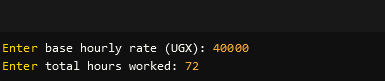 Enter base hourly rate (UGX): 40000
Enter total hours worked: 72